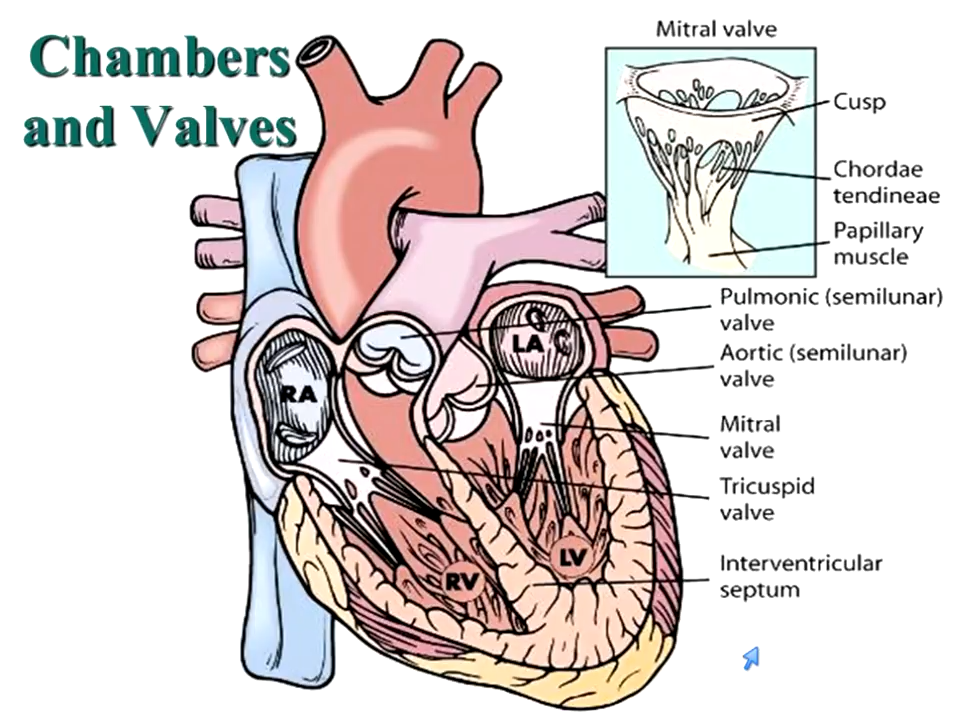 Chambers
and Valves
Mitral valve
Cusp
Chordae
tendineae
Papillary
muscle
Pulmonic (semilunar)
valve
Aortic (semilunar)
valve
Mitral
valve
Tricuspid
valve
Interventricular
septum
LA
RA
LV
RV